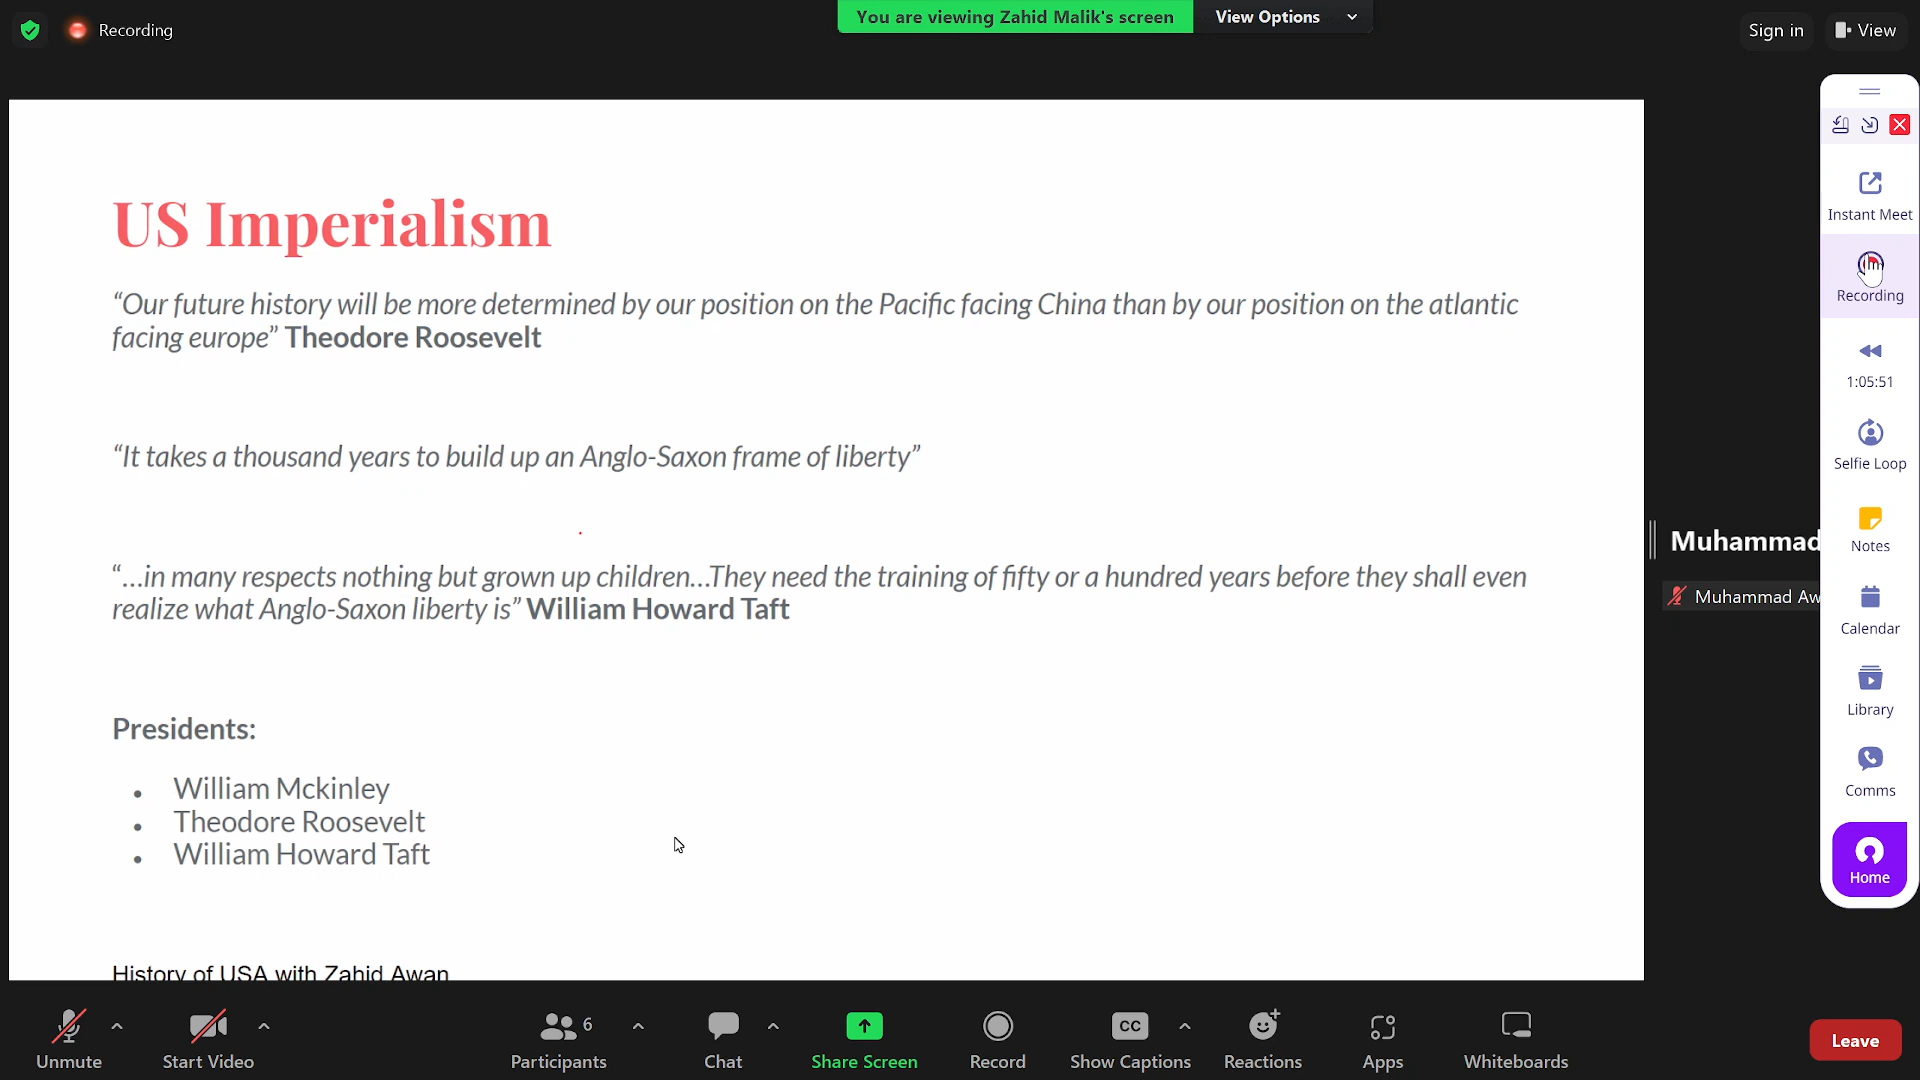 Recording
You are viewing Zahid Malik's screen
View Options
Sign in
View
US Imperialism
“Our future history will be more determined by our position on the Pacific facing China than by our position on the atlantic
facing europe” Theodore Roosevelt
“It takes a thousand years to build up an Anglo-Saxon frame of liberty”
“...in many respects nothing but grown up children...They need the training of fifty or a hundred years before they shall even
realize what Anglo-Saxon liberty is” William Howard Taft
Presidents:
• William Mckinley
• Theodore Roosevelt
• William Howard Taft
History of USA with Zahid Awan
Muhammad
Muhammad Aw
Instant Meet
Recording
1:05:51
Selfie Loop
Notes
Calendar
Library
Comms
Home
Unmute
Start Video
Participants
6
Chat
Share Screen
Record
CC
Show Captions
Reactions
Apps
Whiteboards
Leave